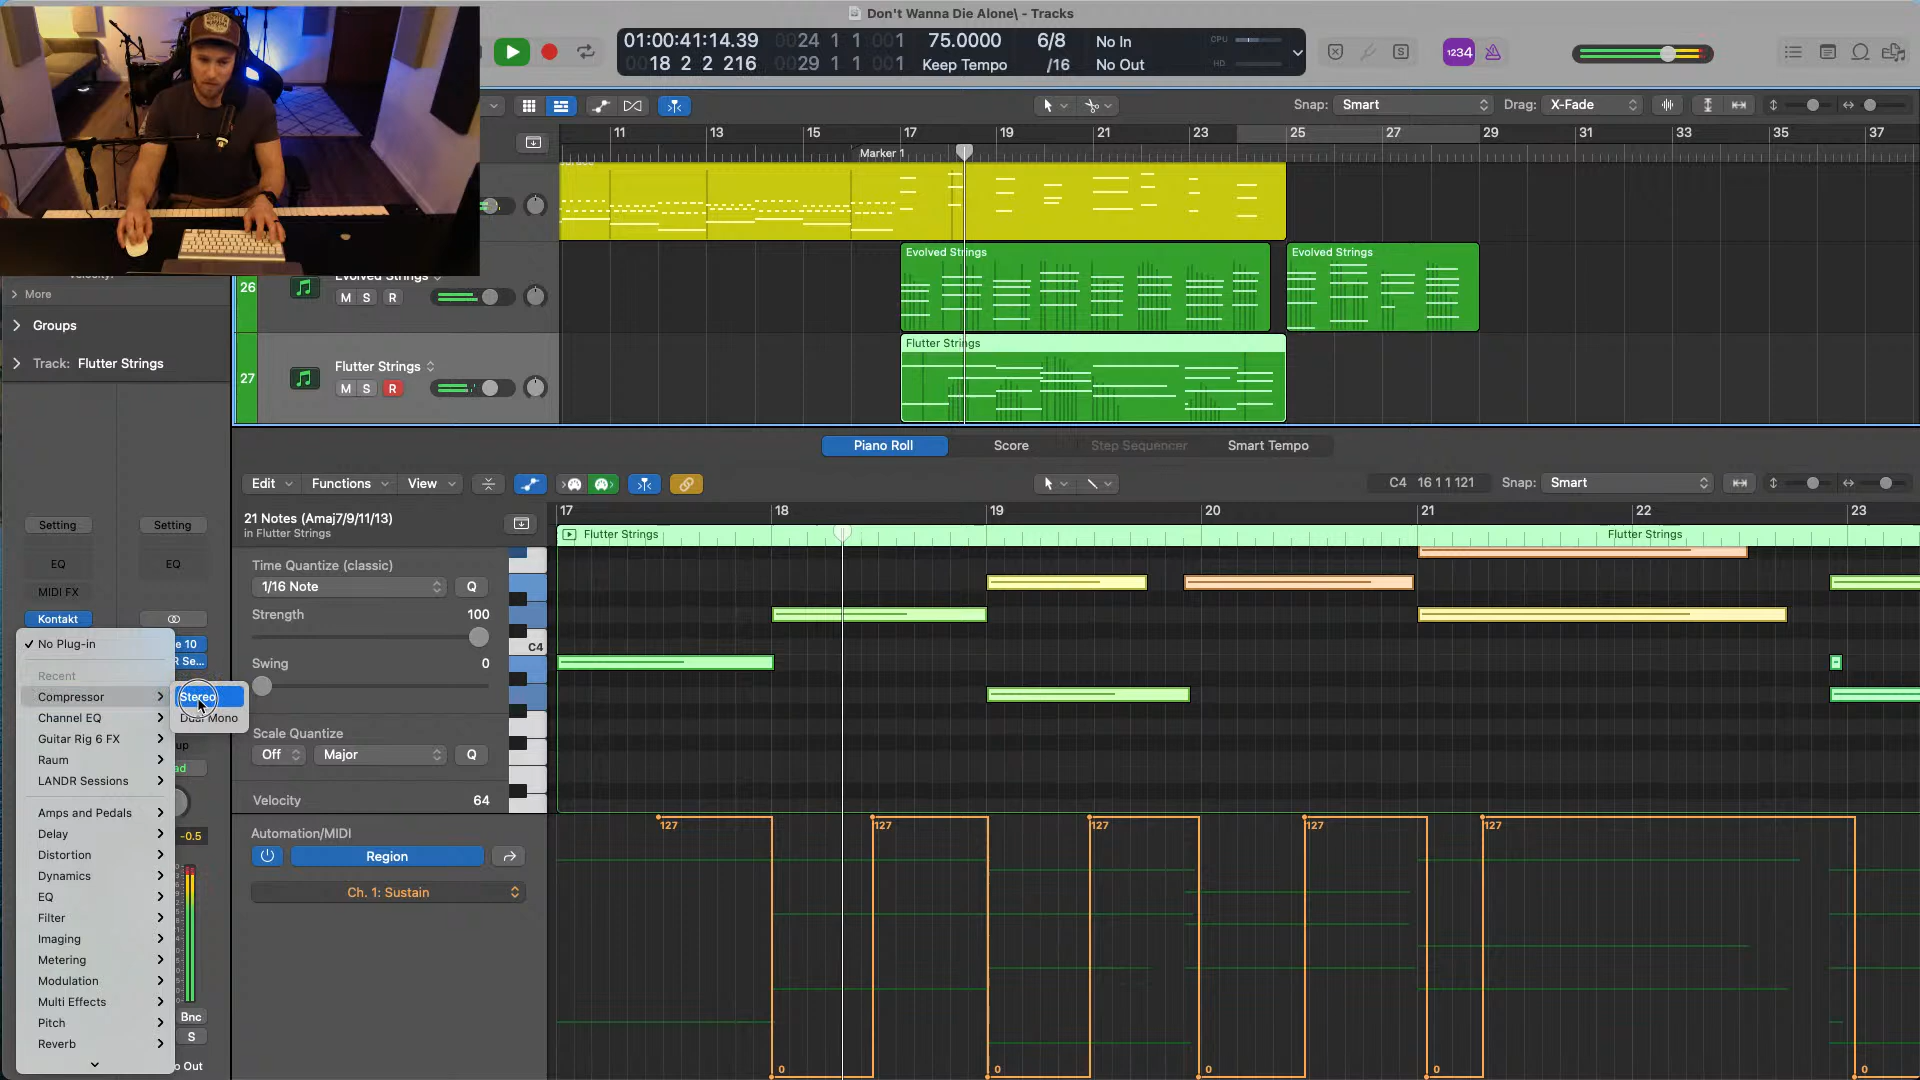 Don't Wanna Die Alone\ - Tracks
01:00:41:14.39
0024 1 1 001
75.0000
6/8
No In
CPU
0018 2 2 216
0029 1 1 001
Keep Tempo
/16
No Out
HD
1234
Snap: Smart
Drag: X-Fade
11 13 15 17 19 21 23 25 27 29 31 33 35 37
Marker 1
Evolved Strings
Evolved Strings
26
Evolved Strings
M S R
Flutter Strings
27
Flutter Strings
M S R
Velocity:
More
Groups
Track: Flutter Strings
Piano Roll
Score
Step Sequencer
Smart Tempo
Edit
Functions
View
C4 16 1 1 121
Snap: Smart
21 Notes (Amaj7/9/11/13)
in Flutter Strings
17 18 19 20 21 22 23
Flutter Strings
Flutter Strings
Time Quantize (classic)
1/16 Note
Q
Strength 100
Swing 0
Scale Quantize
Off
Major
Q
Velocity 64
Automation/MIDI
Region
Ch. 1: Sustain
C4
127 127 127 127 127
0 0 0 0 0
Setting
Setting
EQ
EQ
MIDI FX
Kontakt
No Plug-in
e 10
R Se...
Recent
Compressor
Stereo
Channel EQ
Dual Mono
Guitar Rig 6 FX
up
Raum
ad
LANDR Sessions
Amps and Pedals
Delay
-0.5
Distortion
Dynamics
EQ
Filter
Imaging
Metering
Modulation
Multi Effects
Bnc
Pitch
S
Reverb
o Out